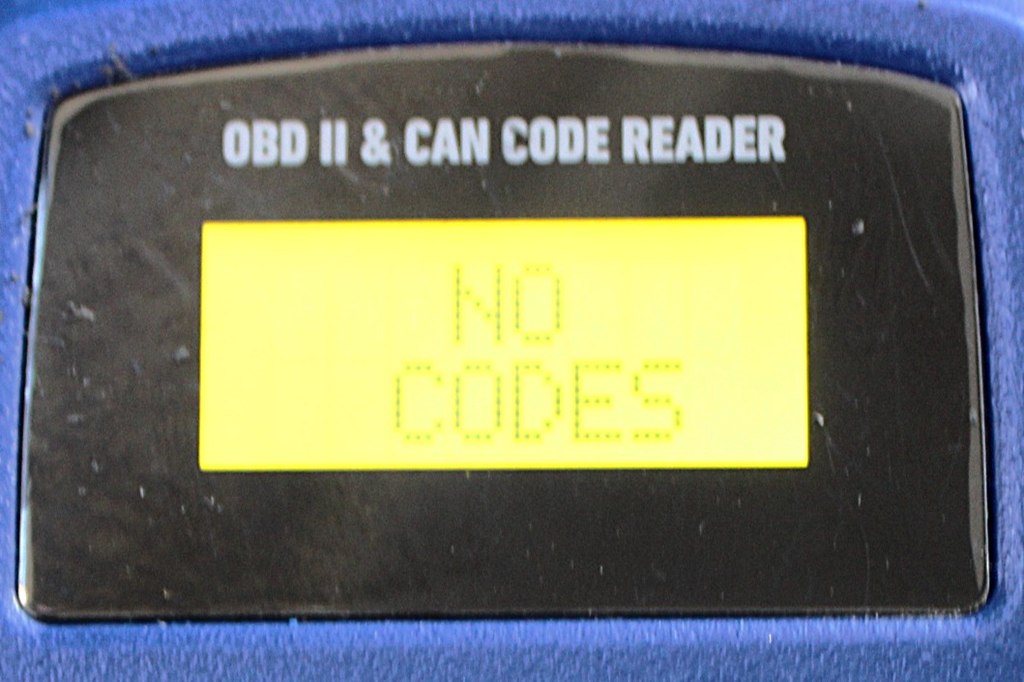 OBD II & CAN CODE READER
NO
CODES